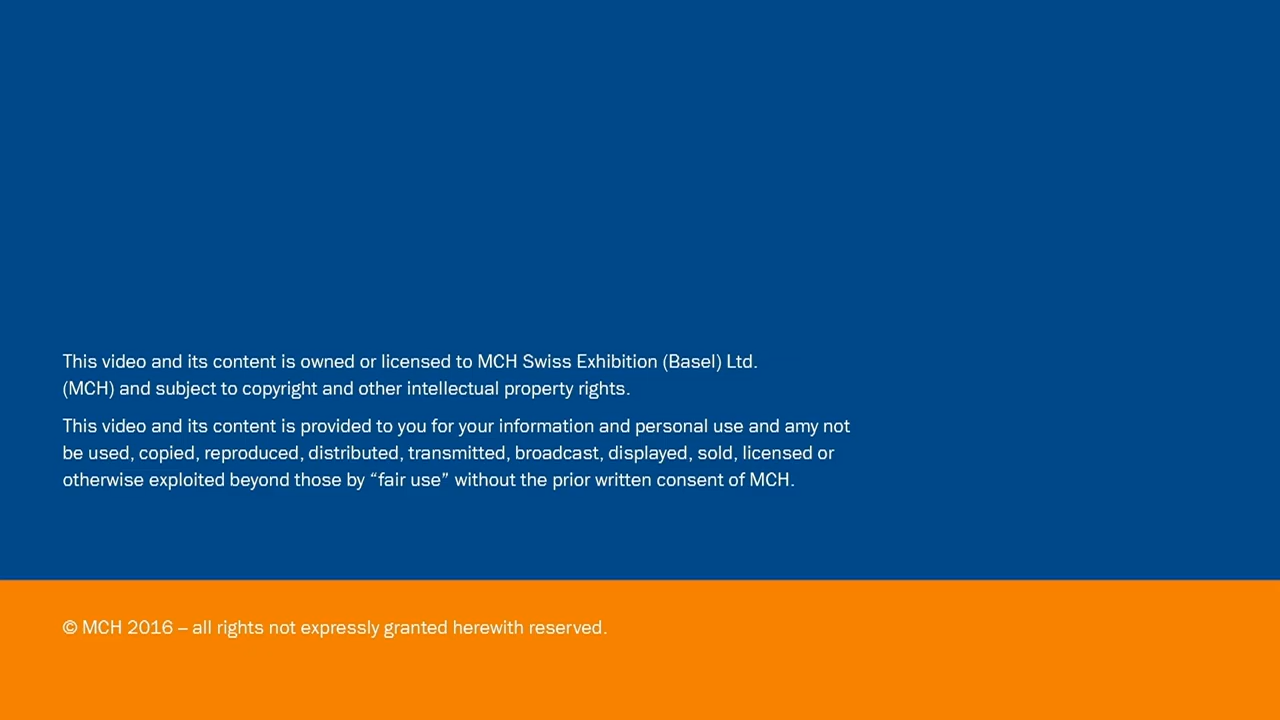 This video and its content is owned or licensed to MCH Swiss Exhibition (Basel) Ltd.
(MCH) and subject to copyright and other intellectual property rights.
This video and its content is provided to you for your information and personal use and amy not
be used, copied, reproduced, distributed, transmitted, broadcast, displayed, sold, licensed or
otherwise exploited beyond those by “fair use” without the prior written consent of MCH.
© MCH 2016 – all rights not expressly granted herewith reserved.